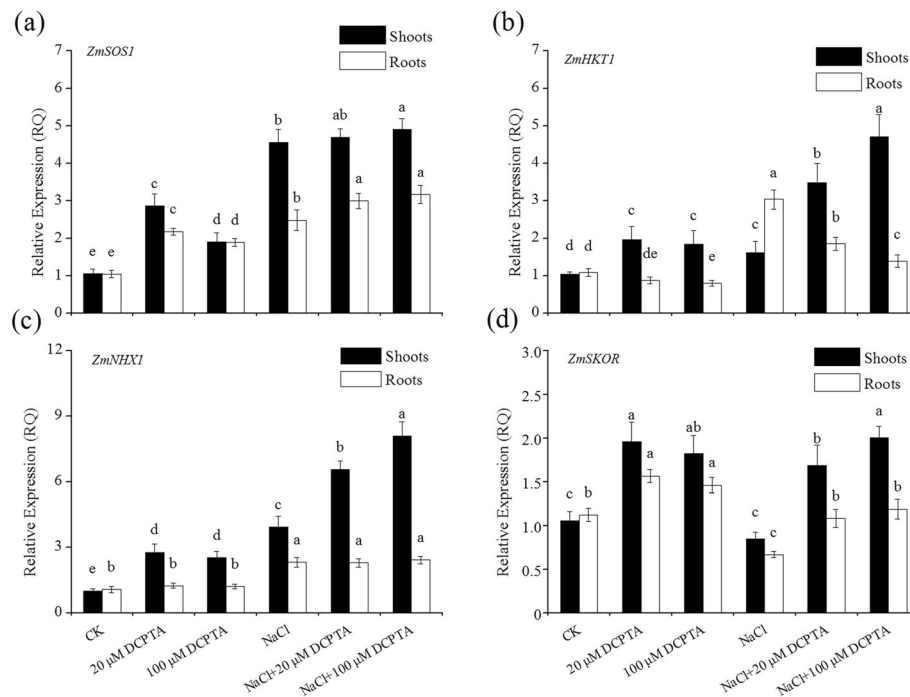 (a)
ZmSOS1
Shoots
Roots
Relative Expression (RQ)
7
6
5
4
3
2
1
0
e e
c c
d d
b b
ab a
a a
(b)
ZmHKT1
Shoots
Roots
Relative Expression (RQ)
7
6
5
4
3
2
1
0
d d
c de
c e
c a
b b
a c
(c)
ZmNHX1
Shoots
Roots
Relative Expression (RQ)
12
9
6
3
0
e b
d b
d b
c a
b a
a a
CK
20 μM DCPTA
100 μM DCPTA
NaCl
NaCl+20 μM DCPTA
NaCl+100 μM DCPTA
(d)
ZmSKOR
Shoots
Roots
Relative Expression (RQ)
3.0
2.5
2.0
1.5
1.0
0.5
0
c b
a a
ab a
c c
b b
a b
CK
20 μM DCPTA
100 μM DCPTA
NaCl
NaCl+20 μM DCPTA
NaCl+100 μM DCPTA